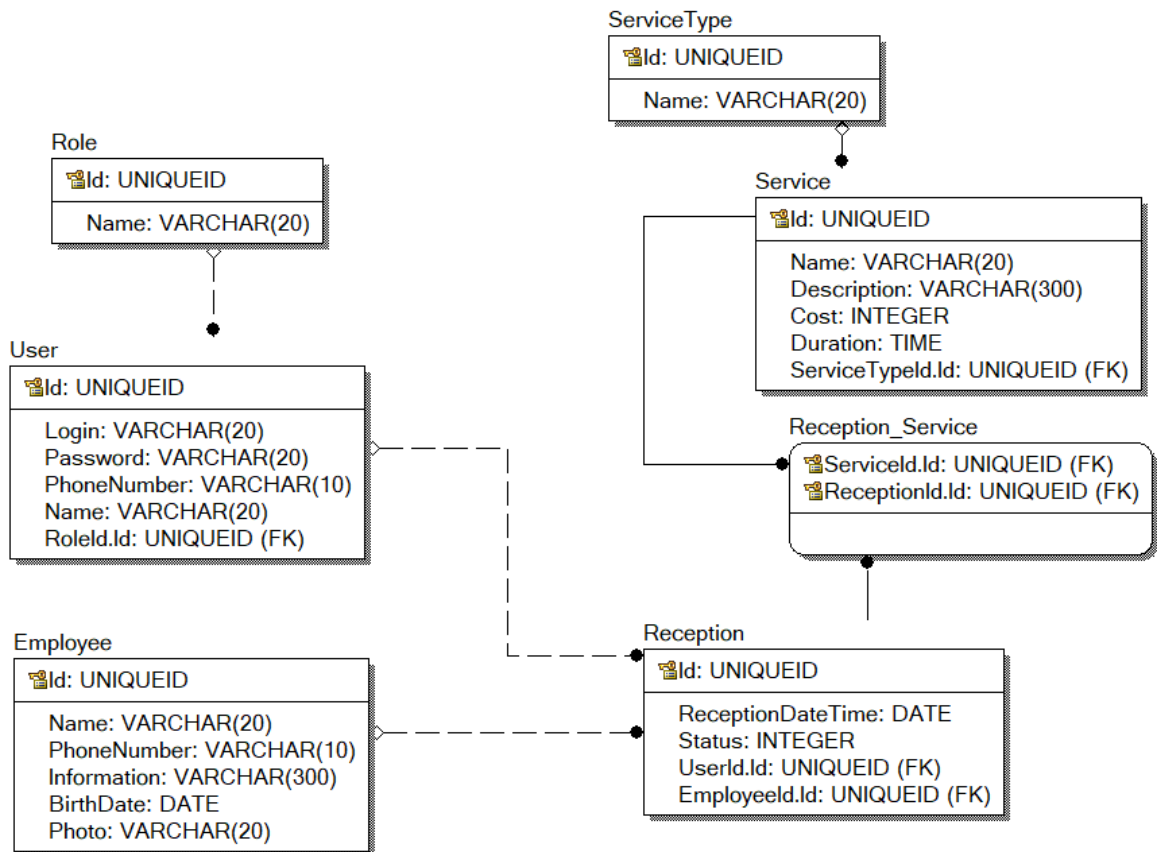 ServiceType
Id: UNIQUEID
Name: VARCHAR(20)
Role
Id: UNIQUEID
Name: VARCHAR(20)
Service
Id: UNIQUEID
Name: VARCHAR(20)
Description: VARCHAR(300)
Cost: INTEGER
Duration: TIME
ServiceTypeId.Id: UNIQUEID (FK)
User
Id: UNIQUEID
Login: VARCHAR(20)
Password: VARCHAR(20)
PhoneNumber: VARCHAR(10)
Name: VARCHAR(20)
RoleId.Id: UNIQUEID (FK)
Reception_Service
ServiceId.Id: UNIQUEID (FK)
ReceptionId.Id: UNIQUEID (FK)
Employee
Id: UNIQUEID
Name: VARCHAR(20)
PhoneNumber: VARCHAR(10)
Information: VARCHAR(300)
BirthDate: DATE
Photo: VARCHAR(20)
Reception
Id: UNIQUEID
ReceptionDateTime: DATE
Status: INTEGER
UserId.Id: UNIQUEID (FK)
EmployeeId.Id: UNIQUEID (FK)